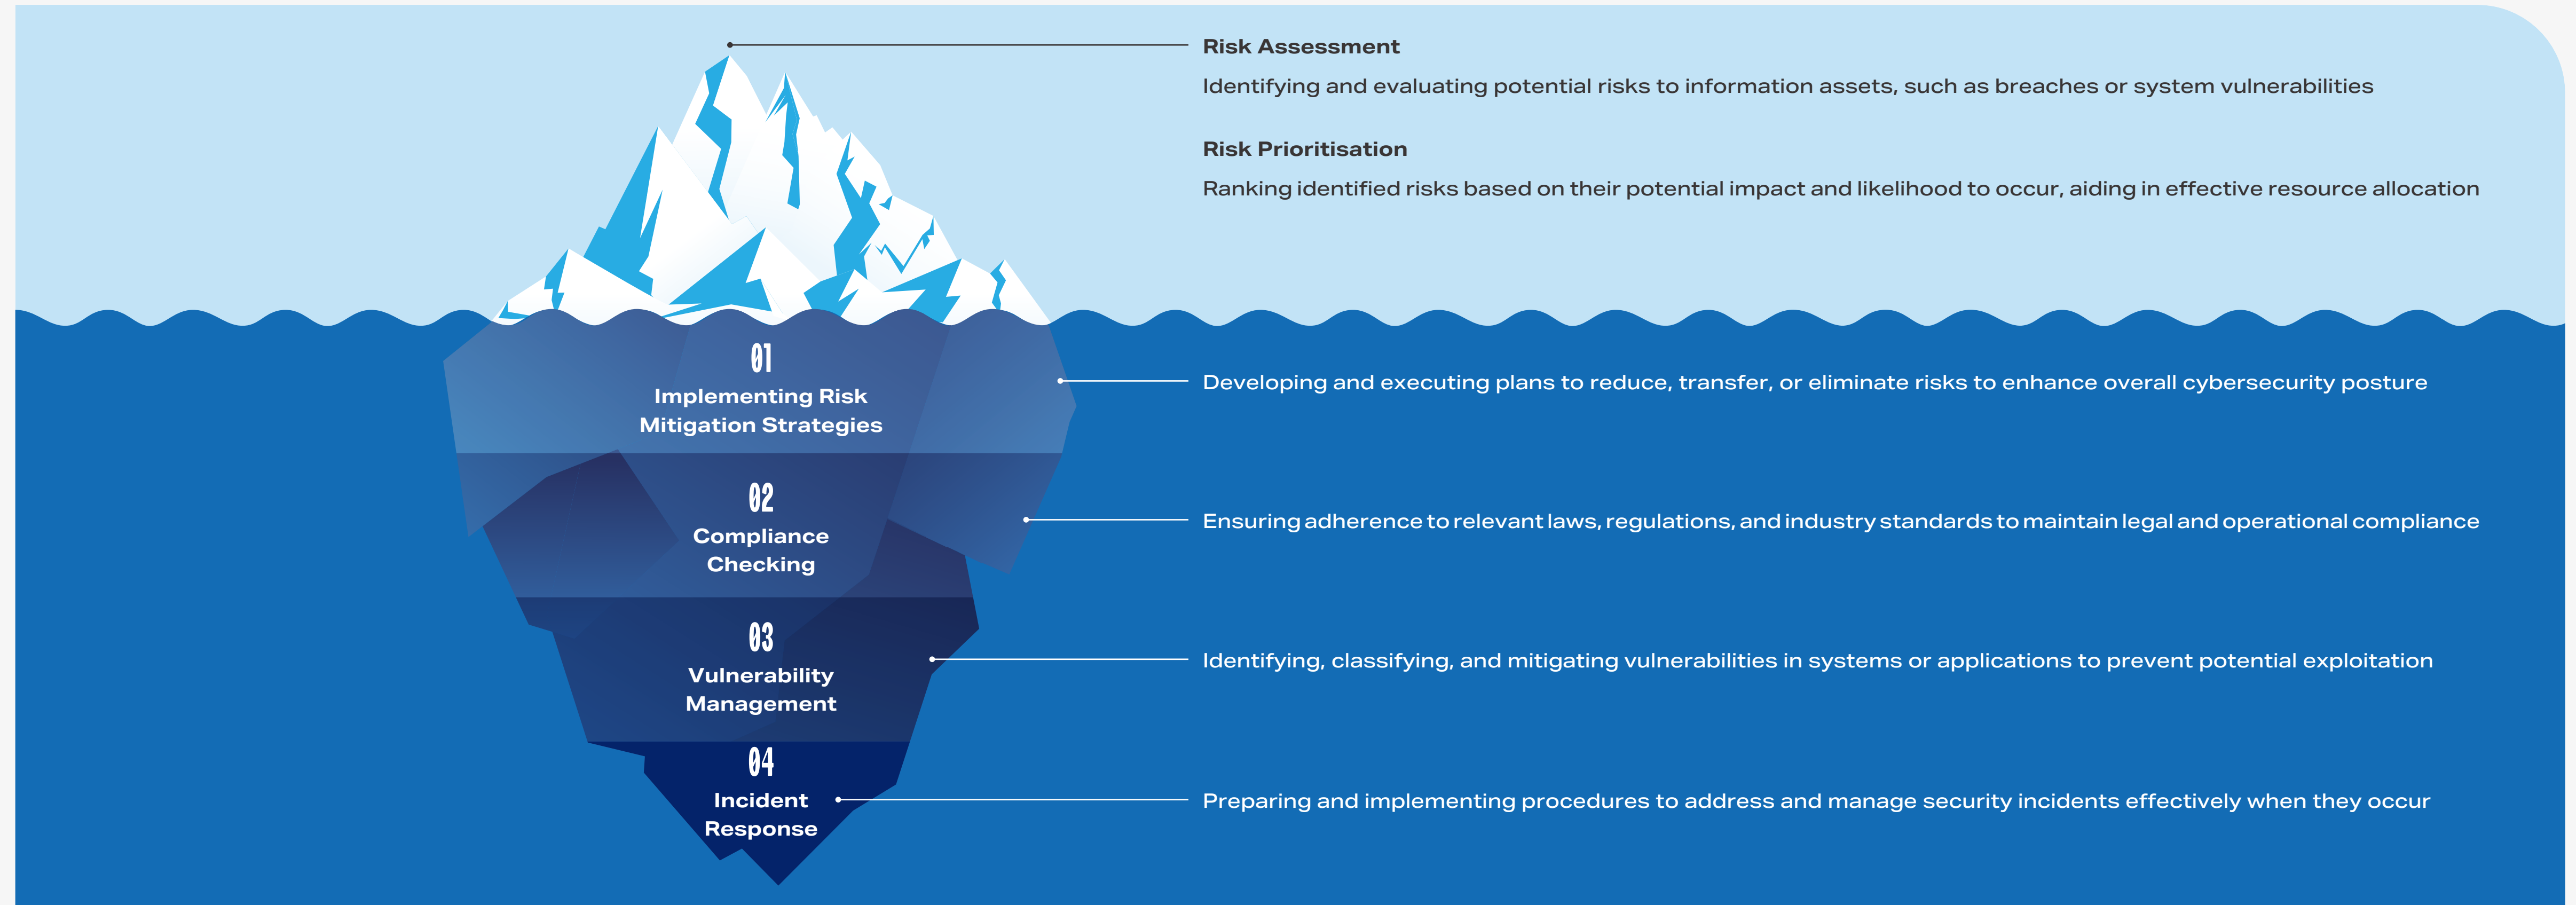 Risk Assessment
Identifying and evaluating potential risks to information assets, such as breaches or system vulnerabilities
Risk Prioritisation
Ranking identified risks based on their potential impact and likelihood to occur, aiding in effective resource allocation
01
Implementing Risk
Mitigation Strategies
Developing and executing plans to reduce, transfer, or eliminate risks to enhance overall cybersecurity posture
02
Compliance
Checking
Ensuring adherence to relevant laws, regulations, and industry standards to maintain legal and operational compliance
03
Vulnerability
Management
Identifying, classifying, and mitigating vulnerabilities in systems or applications to prevent potential exploitation
04
Incident
Response
Preparing and implementing procedures to address and manage security incidents effectively when they occur